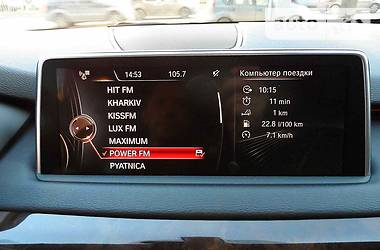 14:53 105.7 Компьютер поездки
HIT FM
KHARKIV
KISSFM
LUX FM
MAXIMUM
✓ POWER FM
PYATNICA
10:15
11 min
1 km
22.8 l/100 km
7.1 km/h